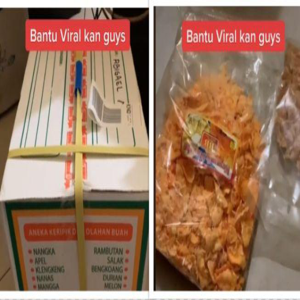 Bantu Viral kan guys
ANEKA KERIPIK
OLAHAN BUAH
NANGKA
APEL
KLENGKENG
NANAS
MANGGA
RAMBUTAN
SALAK
BENGKOANG
DURIAN
MELON
Bantu Viral kan guys